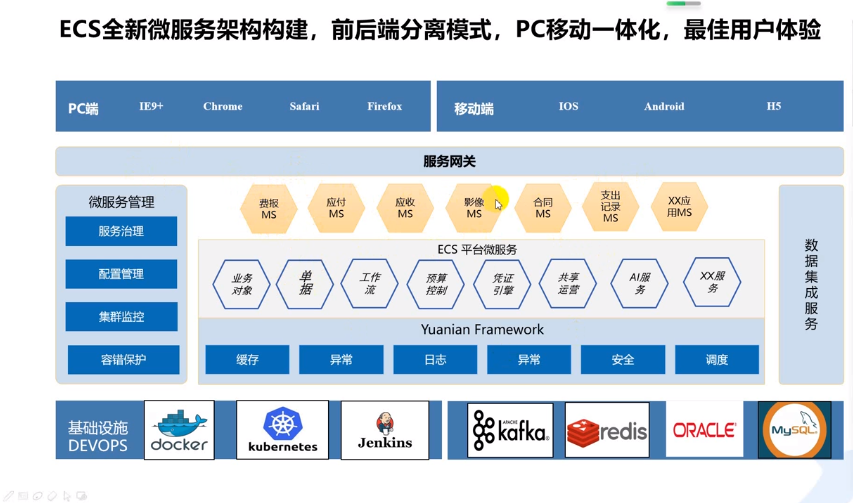 ECS全新微服务架构构建，前后端分离模式，PC移动一体化，最佳用户体验
PC端 IE9+ Chrome Safari Firefox
移动端 IOS Android H5
服务网关
微服务管理
服务治理
配置管理
集群监控
容错保护
费报
MS
应付
MS
应收
MS
影像
MS
合同
MS
支出
记录
MS
XX应
用MS
ECS 平台微服务
业务
对象
单
据
工作
流
预算
控制
凭证
引擎
共享
运营
AI服
务
XX服
务
Yuanian Framework
缓存 异常 日志 异常 安全 调度
数
据
集
成
服
务
基础设施
DEVOPS
docker
kubernetes
Jenkins
APACHE
kafka
redis
ORACLE
MySQL